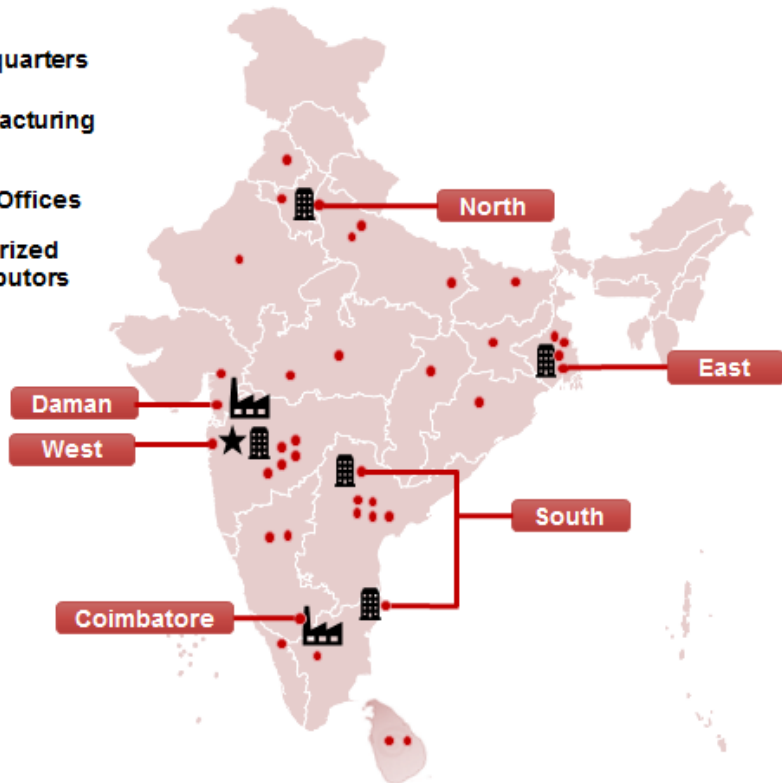 quarters
acturing
Offices
rized
butors
North
East
Daman
West
South
Coimbatore